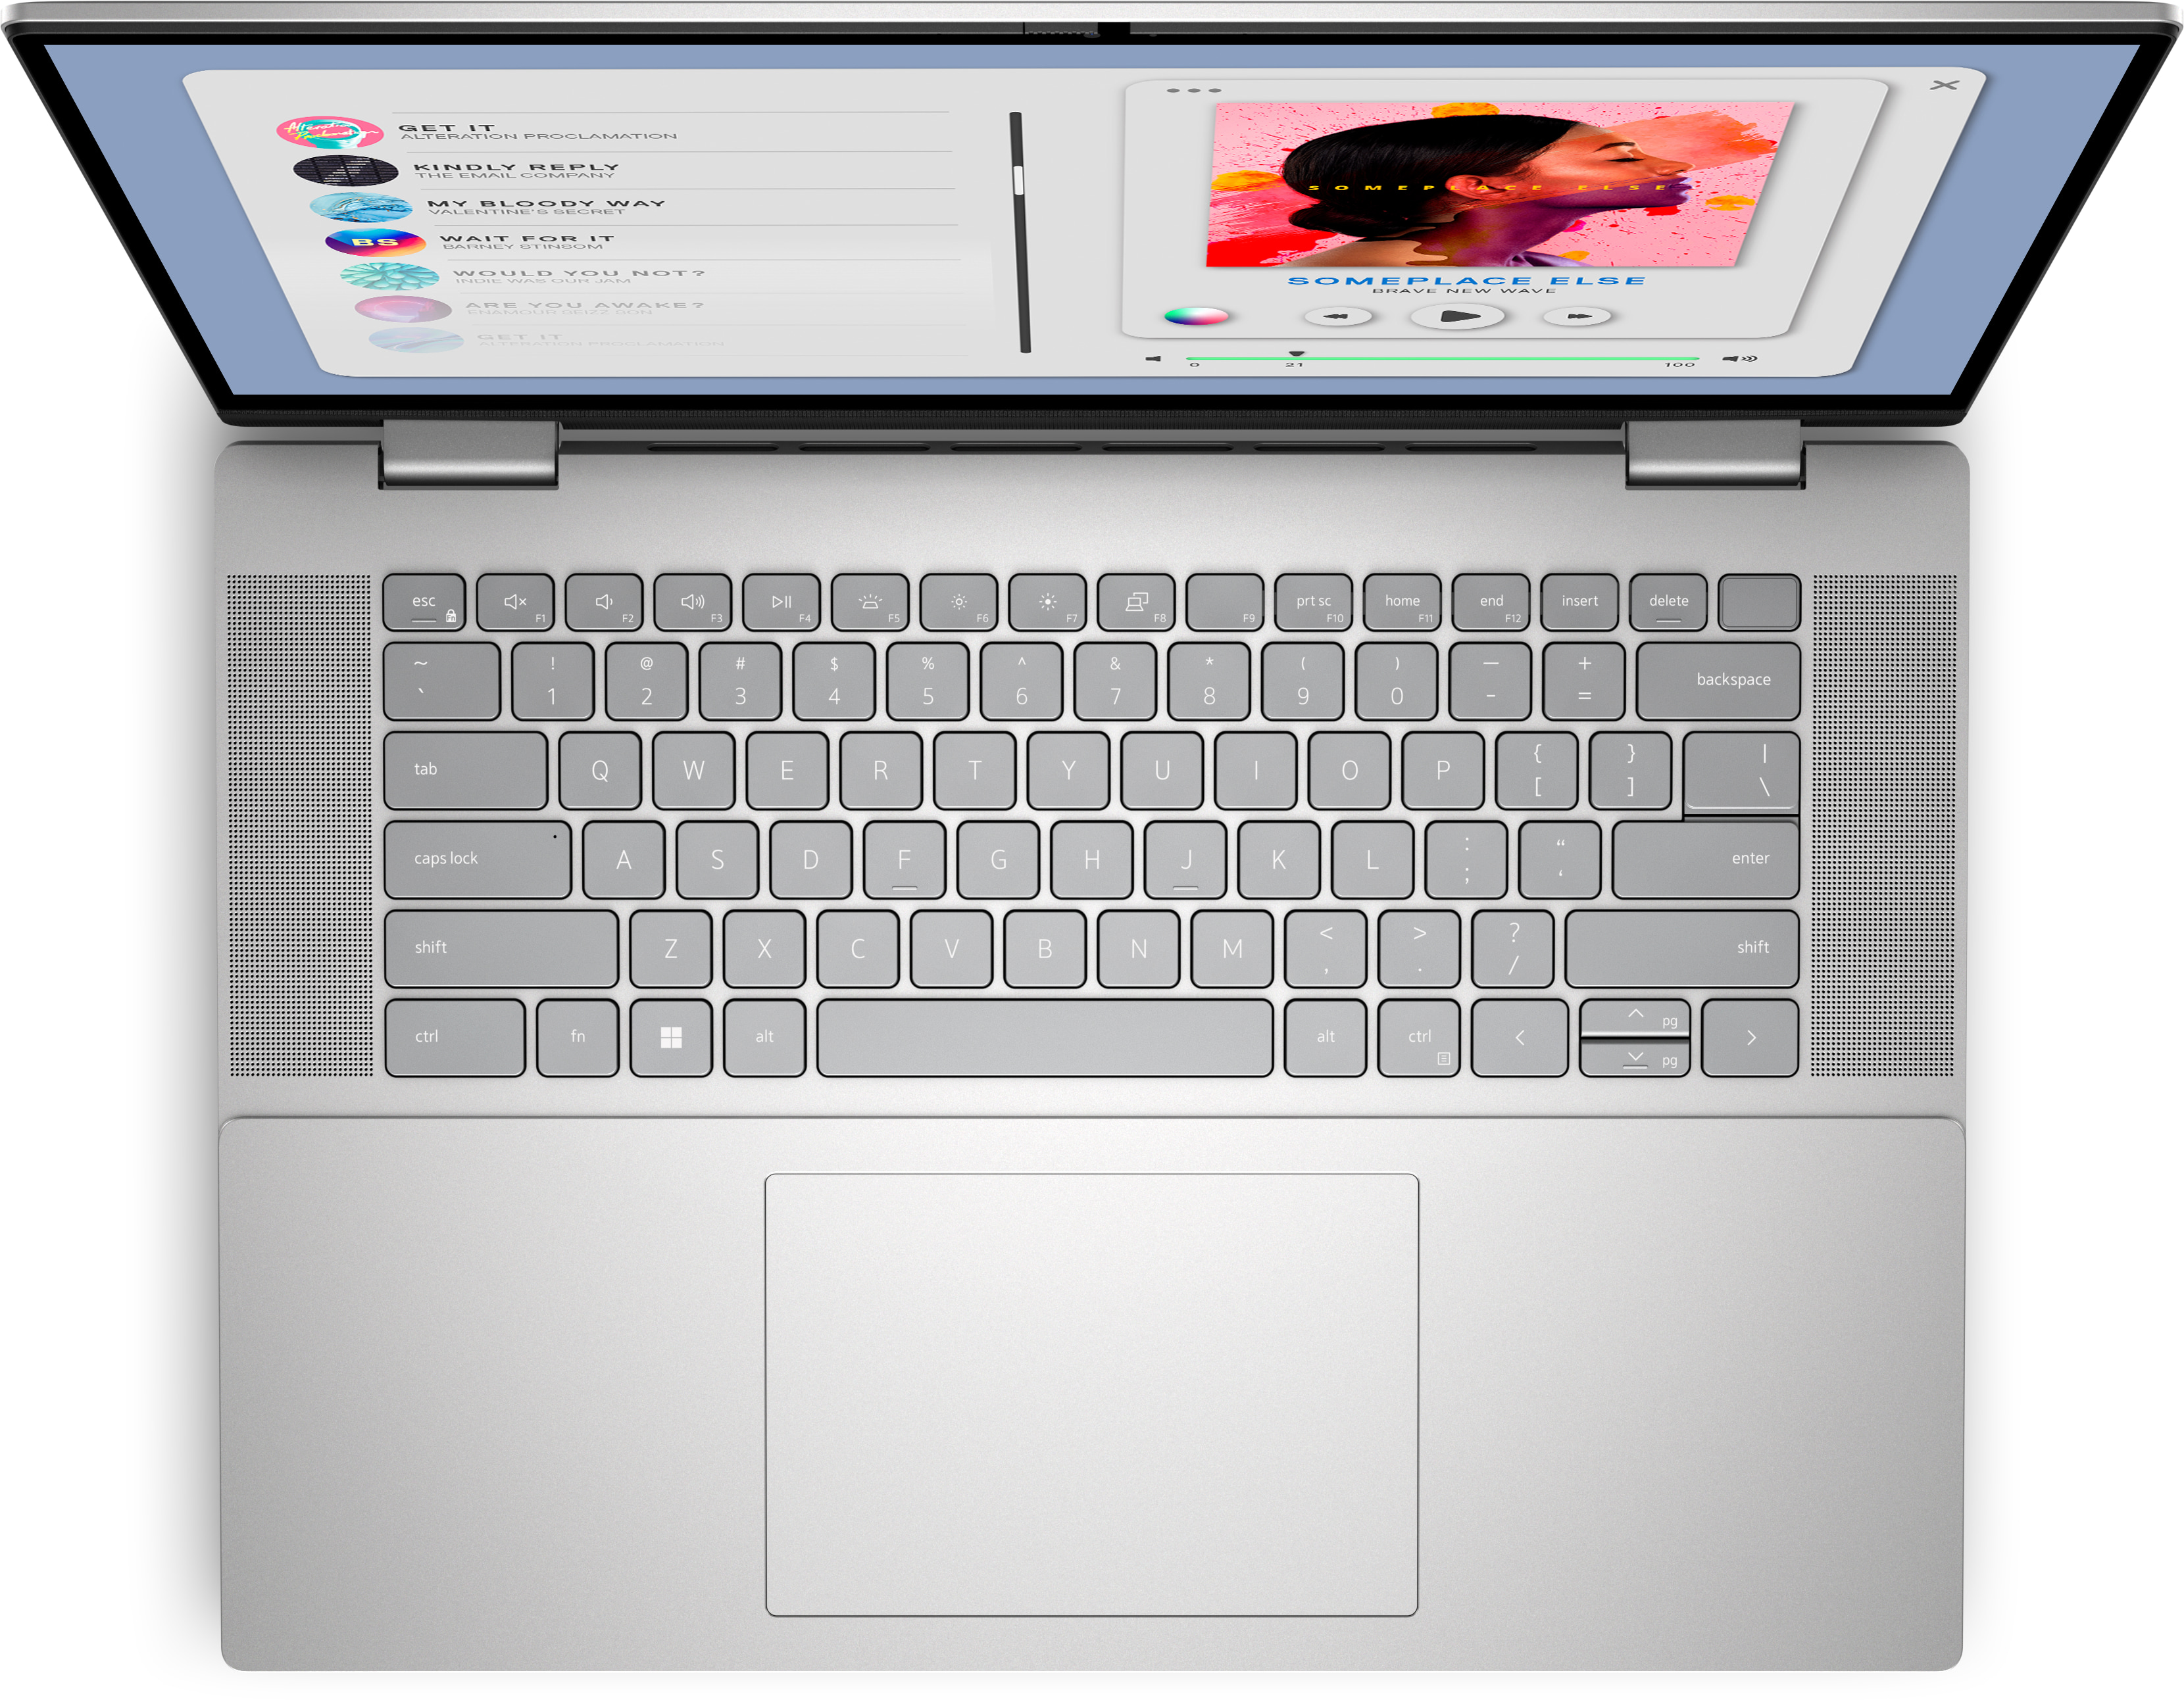 GET IT
ALTERATION PROCLAMATION
KINDLY REPLY
THE EMAIL COMPANY
MY BLOODY WAY
VALENTINE'S SECRET
BS
WAIT FOR IT
BARNEY STINSOM
WOULD YOU NOT?
INDIE WAS OUR JAM
ARE YOU AWAKE?
ENAMOUR SEIZZ SON
GET IT
ALTERATION PROCLAMATION
SOMEPLACE ELSE
SOMEPLACE ELSE
BRAVE NEW WAVE
0 21 100
esc F1 F2 F3 F4 F5 F6 F7 F8 F9 prt sc F10 home F11 end F12 insert delete
~ ! @ # $ % ^ & * ( ) — +
` 1 2 3 4 5 6 7 8 9 0 - = backspace
tab Q W E R T Y U I O P { [ } ] | \
caps lock A S D F G H J K L : ; “ ‘ enter
shift Z X C V B N M < , > . ? / shift
ctrl fn alt alt ctrl < ^ pg > 
pg